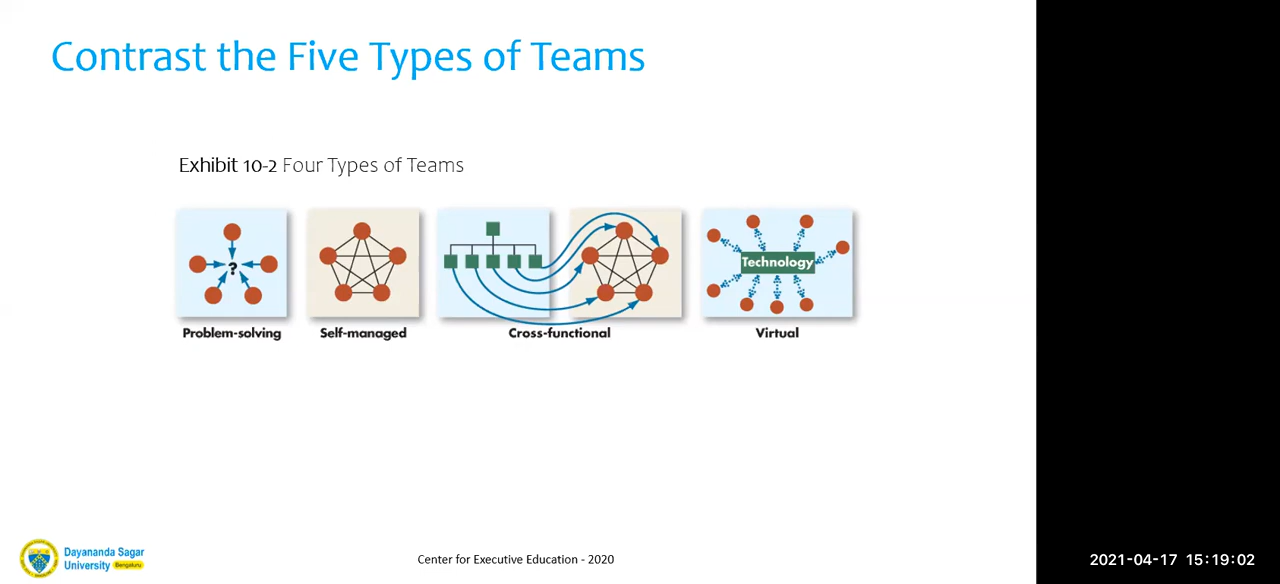 Contrast the Five Types of Teams
Exhibit 10-2 Four Types of Teams
?
Technology
Problem-solving
Self-managed
Cross-functional
Virtual
Dayananda Sagar
University Bengaluru
Center for Executive Education - 2020
2021-04-17 15:19:02